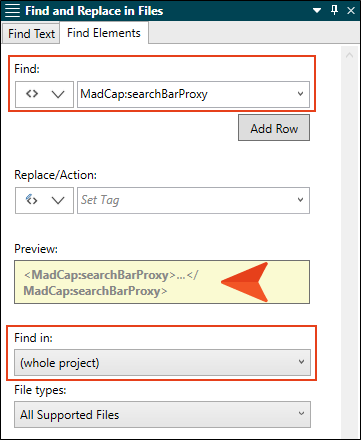 Find and Replace in Files
Find Text
Find Elements
Find:
<> MadCap:searchBarProxy
Add Row
Replace/Action:
Set Tag
Preview:
<MadCap:searchBarProxy>...</
MadCap:searchBarProxy>
Find in:
(whole project)
File types:
All Supported Files